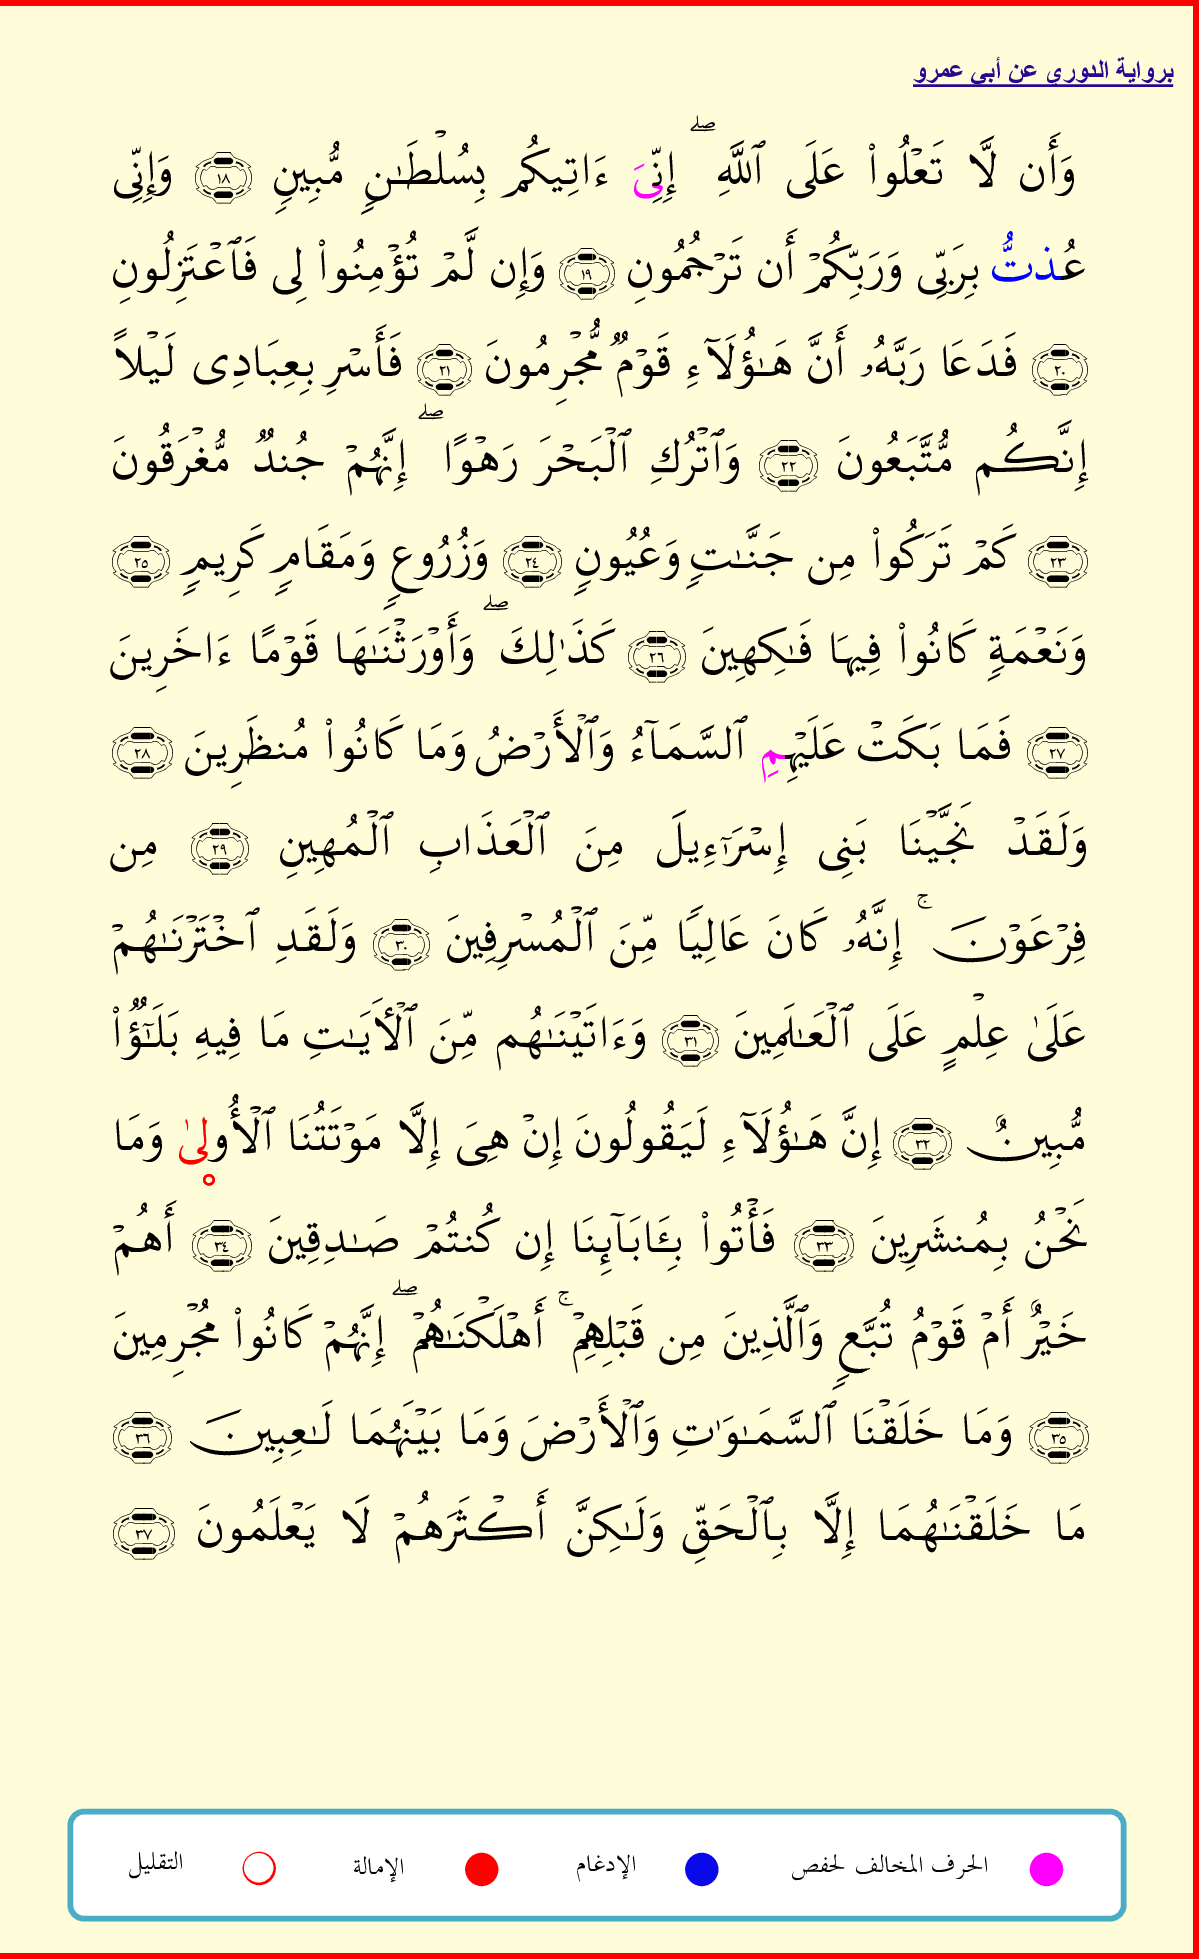 برواية الدوري عن أبي عمرو
وَأَن لَّا تَعۡلُواْ عَلَى ٱللَّهِۖ إِنِّيَ ءَاتِيكُم بِسُلۡطَٰنٖ مُّبِينٖ ١٨ وَإِنِّى
عُذتُّ بِرَبِّى وَرَبِّكُمۡ أَن تَرۡجُمُونِ ١٩ وَإِن لَّمۡ تُؤۡمِنُواْ لِى فَٱعۡتَزِلُونِ
٢٠ فَدَعَا رَبَّهُۥ أَنَّ هَٰٓؤُلَآءِ قَوۡمٞ مُّجۡرِمُونَ ٢١ فَأَسۡرِ بِعِبَادِى لَيۡلًا
إِنَّكُم مُّتَّبَعُونَ ٢٢ وَٱتۡرُكِ ٱلۡبَحۡرَ رَهۡوًاۖ إِنَّهُمۡ جُندٞ مُّغۡرَقُونَ
٢٣ كَمۡ تَرَكُواْ مِن جَنَّٰتٖ وَعُيُونٖ ٢٤ وَزُرُوعٖ وَمَقَامٖ كَرِيمٖ ٢٥
وَنَعۡمَةٖ كَانُواْ فِيهَا فَٰكِهِينَ ٢٦ كَذَٰلِكَۖ وَأَوۡرَثۡنَٰهَا قَوۡمًا ءَاخَرِينَ
٢٧ فَمَا بَكَتۡ عَلَيۡهِمِ ٱلسَّمَآءُ وَٱلۡأَرۡضُ وَمَا كَانُواْ مُنظَرِينَ ٢٨
وَلَقَدۡ نَجَّيۡنَا بَنِى إِسۡرَٰٓءِيلَ مِنَ ٱلۡعَذَابِ ٱلۡمُهِينِ ٢٩ مِن
فِرۡعَوۡنَۚ إِنَّهُۥ كَانَ عَالِيٗا مِّنَ ٱلۡمُسۡرِفِينَ ٣٠ وَلَقَدِ ٱخۡتَرۡنَٰهُمۡ
عَلَىٰ عِلۡمٍ عَلَى ٱلۡعَٰلَمِينَ ٣١ وَءَاتَيۡنَٰهُم مِّنَ ٱلۡأٓيَٰتِ مَا فِيهِ بَلَٰٓؤٞاْ
مُّبِينٌ ٣٢ إِنَّ هَٰٓؤُلَآءِ لَيَقُولُونَ إِنۡ هِىَ إِلَّا مَوۡتَتُنَا ٱلۡأُولِىٰ وَمَا
نَحۡنُ بِمُنشَرِينَ ٣٣ فَأۡتُواْ بِـَٔابَآئِنَا إِن كُنتُمۡ صَٰدِقِينَ ٣٤ أَهُمۡ
خَيۡرٌ أَمۡ قَوۡمُ تُبَّعٖ وَٱلَّذِينَ مِن قَبۡلِهِمۡۚ أَهۡلَكۡنَٰهُمۡۖ إِنَّهُمۡ كَانُواْ مُجۡرِمِينَ
٣٥ وَمَا خَلَقۡنَا ٱلسَّمَٰوَٰتِ وَٱلۡأَرۡضَ وَمَا بَيۡنَهُمَا لَٰعِبِينَ ٣٦
مَا خَلَقۡنَٰهُمَا إِلَّا بِٱلۡحَقِّ وَلَٰكِنَّ أَكۡثَرَهُمۡ لَا يَعۡلَمُونَ ٣٧
الحرف المخالف لحفص الإدغام الإمالة التقليل